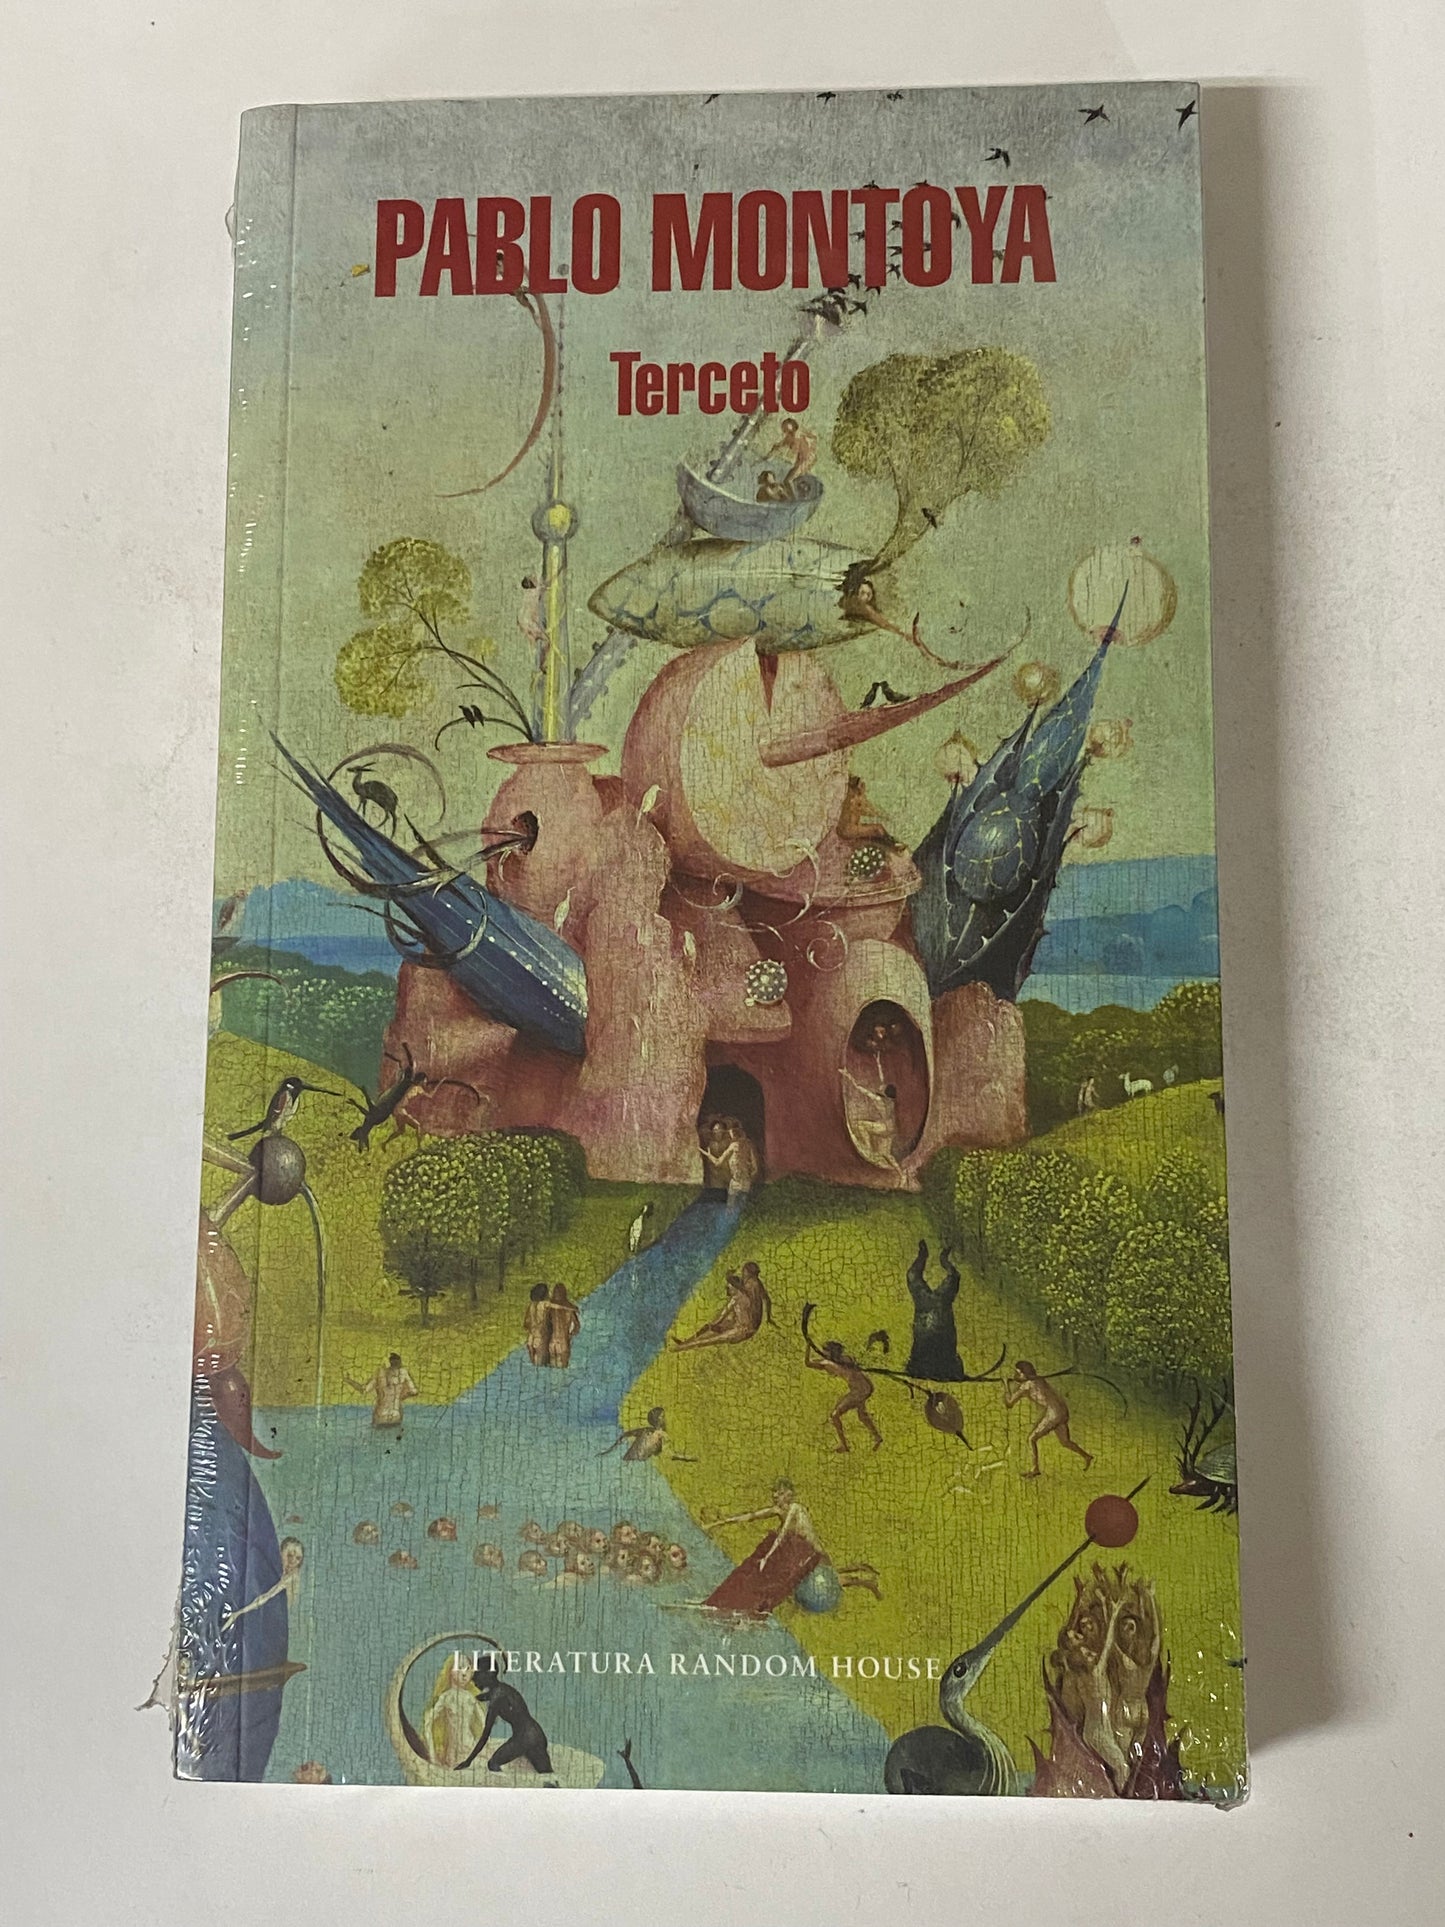 PABLO MONTOYA
Terceto
LITERATURA RANDOM HOUSE